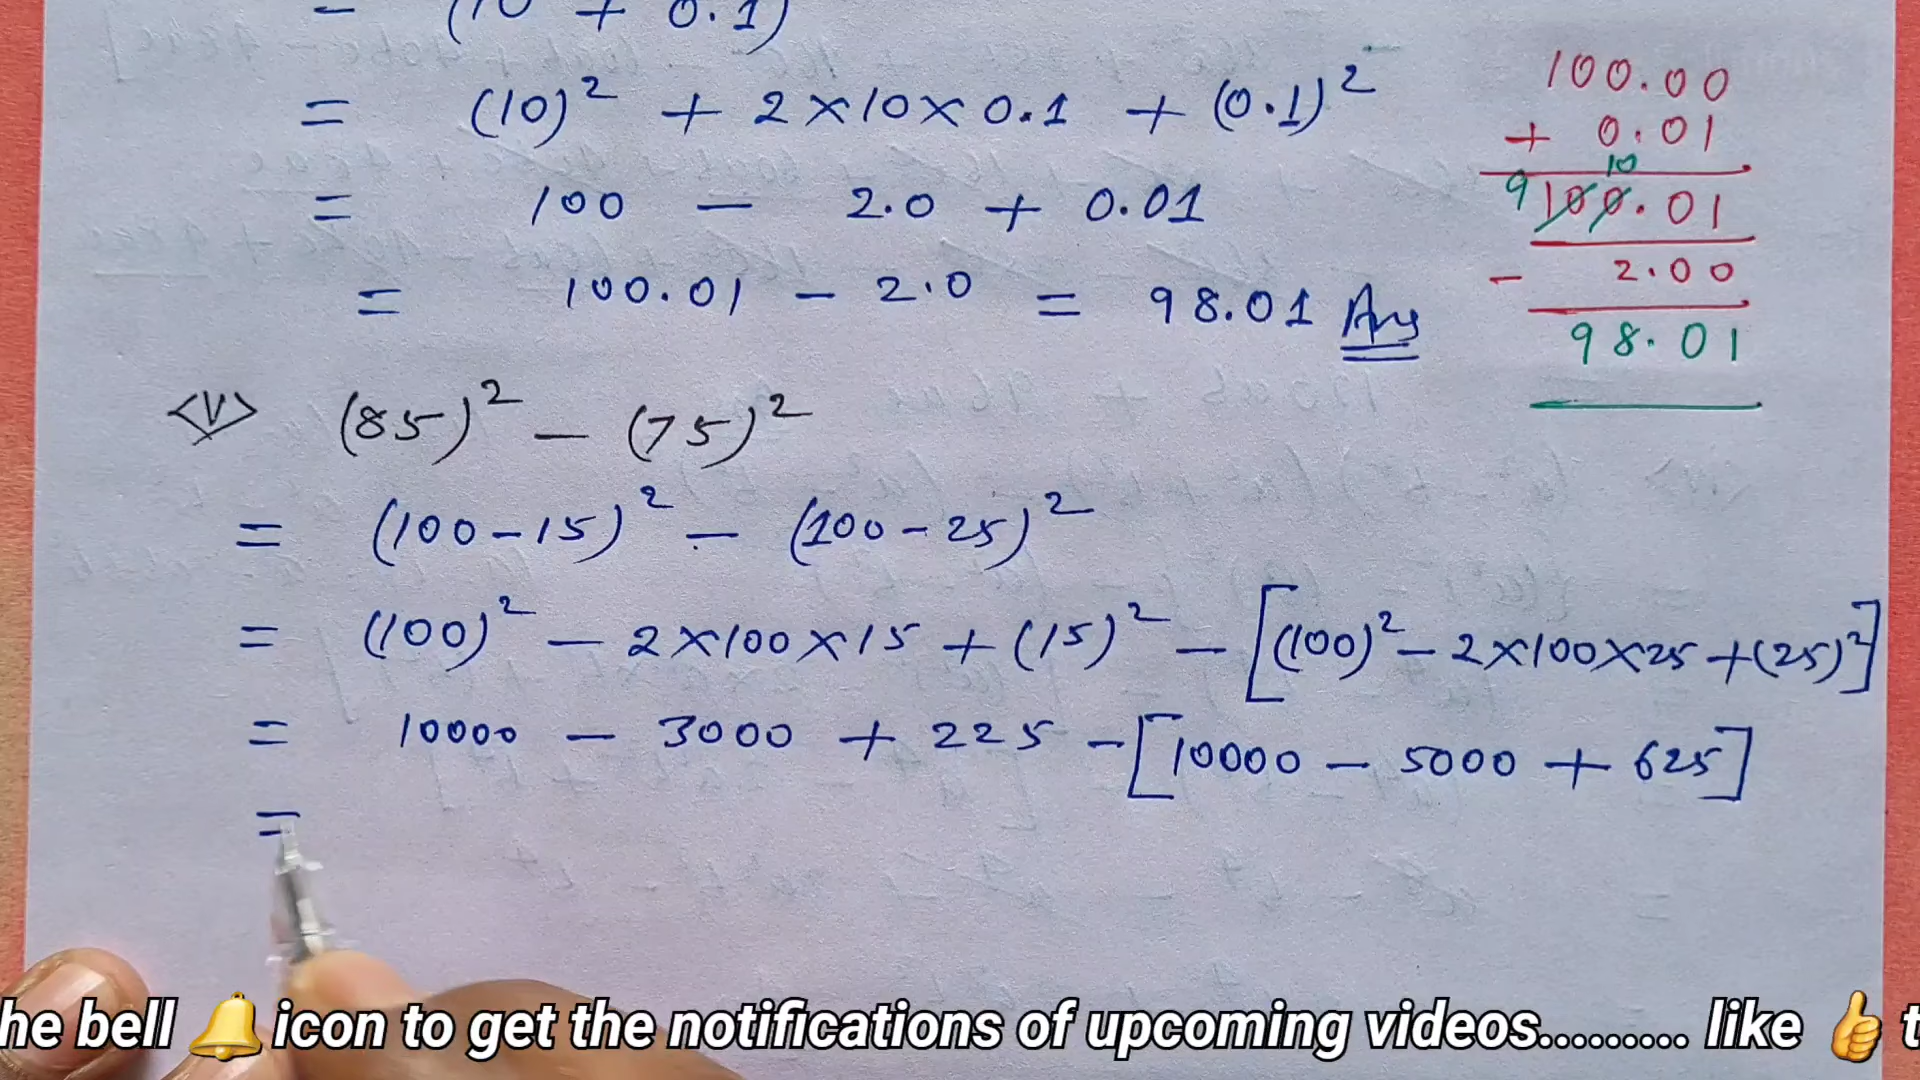 = (10 + 0.1)
= (10)² + 2×10×0.1 + (0.1)²
= 100 − 2.0 + 0.01
= 100.01 − 2.0 = 98.01 Ans
100.00
+ 0.01
9 10
100.01
− 2.00
98.01
<V> (85)² − (75)²
= (100−15)² − (100−25)²
= (100)² − 2×100×15 + (15)² − [(100)² − 2×100×25 + (25)²]
= 10000 − 3000 + 225 − [10000 − 5000 + 625]
=
he bell 🔔 icon to get the notifications of upcoming videos......... like 👍 t